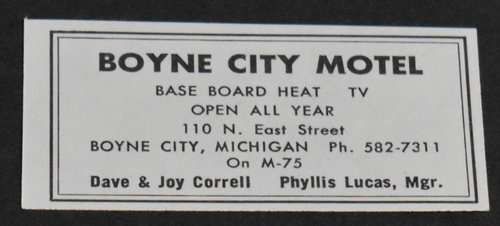 BOYNE CITY MOTEL
BASE BOARD HEAT TV
OPEN ALL YEAR
110 N. East Street
BOYNE CITY, MICHIGAN Ph. 582-7311
On M-75
Dave & Joy Correll Phyllis Lucas, Mgr.